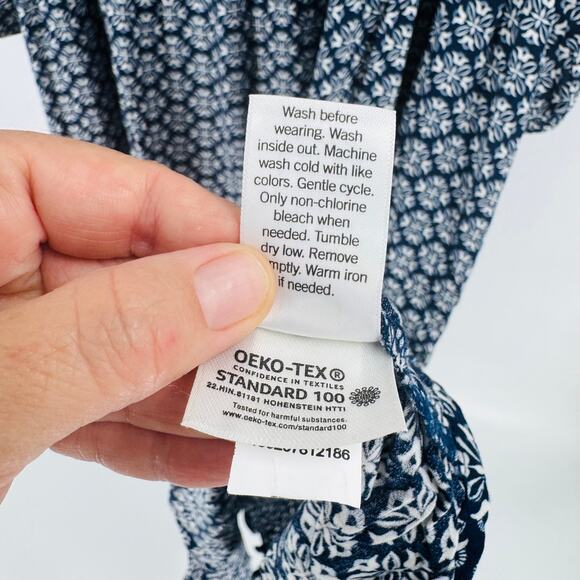 Wash before
wearing. Wash
inside out. Machine
wash cold with like
colors. Gentle cycle.
Only non-chlorine
bleach when
needed. Tumble
dry low. Remove
Warm iron
if needed.
OEKO-TEX®
CONFIDENCE IN TEXTILES
STANDARD 100
22.HIN.81181 HOHENSTEIN HTTI
Tested for harmful substances.
www.oeko-tex.com/standard100